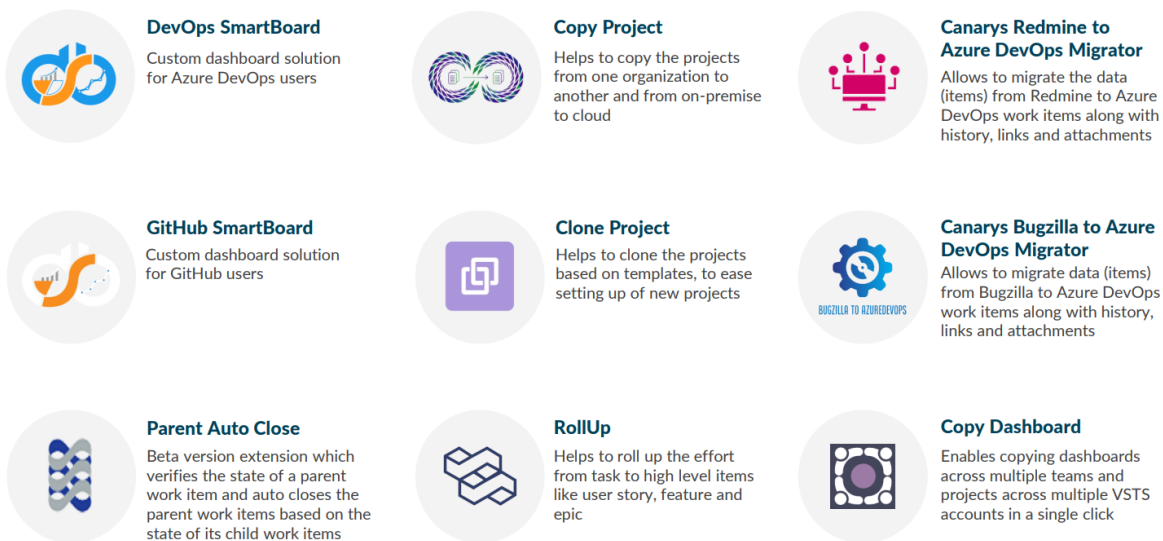 DevOps SmartBoard
Custom dashboard solution
for Azure DevOps users
Copy Project
Helps to copy the projects
from one organization to
another and from on-premise
to cloud
Canarys Redmine to
Azure DevOps Migrator
Allows to migrate the data
(items) from Redmine to Azure
DevOps work items along with
history, links and attachments
GitHub SmartBoard
Custom dashboard solution
for GitHub users
Clone Project
Helps to clone the projects
based on templates, to ease
setting up of new projects
BUGZILLA TO AZUREDEVOPS
Canarys Bugzilla to Azure
DevOps Migrator
Allows to migrate data (items)
from Bugzilla to Azure DevOps
work items along with history,
links and attachments
Parent Auto Close
Beta version extension which
verifies the state of a parent
work item and auto closes the
parent work items based on the
state of its child work items
RollUp
Helps to roll up the effort
from task to high level items
like user story, feature and
epic
Copy Dashboard
Enables copying dashboards
across multiple teams and
projects across multiple VSTS
accounts in a single click